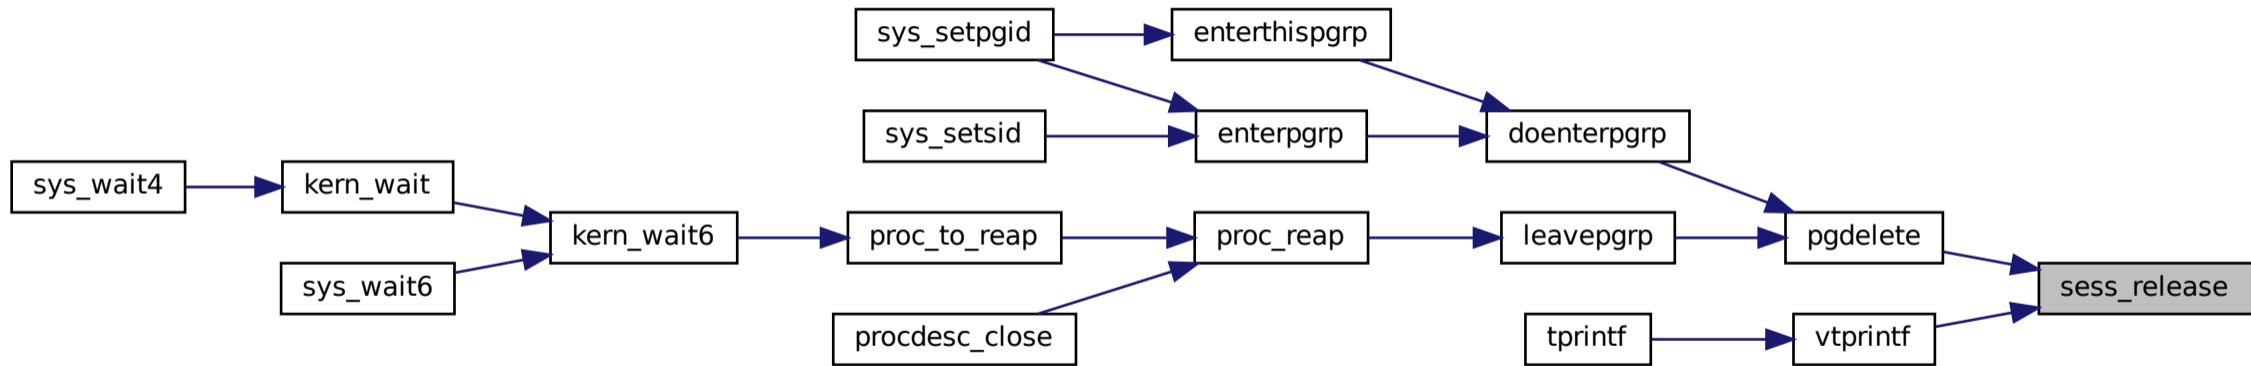 sys_setpgid
enterthispgrp
sys_setsid
enterpgrp
doenterpgrp
sys_wait4
kern_wait
kern_wait6
proc_to_reap
proc_reap
leavepgrp
pgdelete
sys_wait6
sess_release
procdesc_close
tprintf
vtprintf